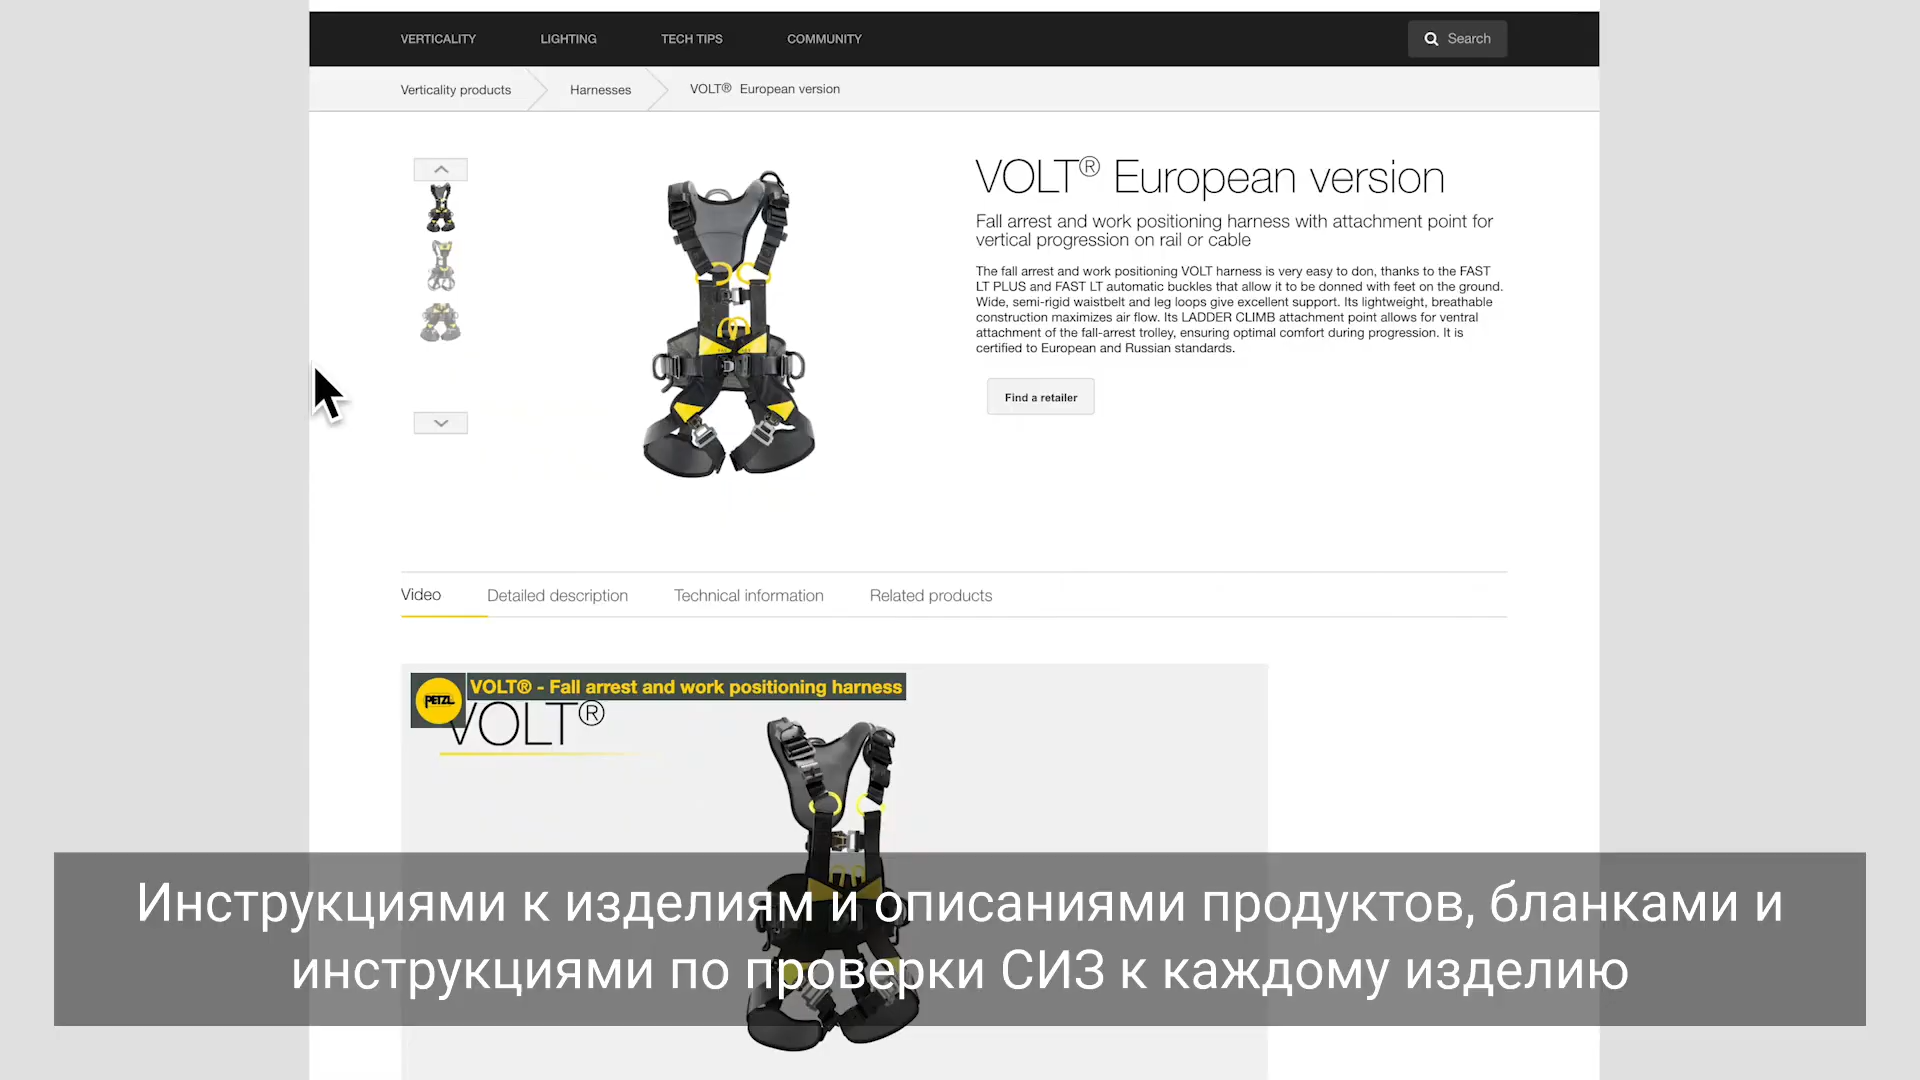 VERTICALITY LIGHTING TECH TIPS COMMUNITY Search
Verticality products Harnesses VOLT® European version
VOLT® European version
Fall arrest and work positioning harness with attachment point for
vertical progression on rail or cable
The fall arrest and work positioning VOLT harness is very easy to don, thanks to the FAST
LT PLUS and FAST LT automatic buckles that allow it to be donned with feet on the ground.
Wide, semi-rigid waistbelt and leg loops give excellent support. Its lightweight, breathable
construction maximizes air flow. Its LADDER CLIMB attachment point allows for ventral
attachment of the fall-arrest trolley, ensuring optimal comfort during progression. It is
certified to European and Russian standards.
Find a retailer
Video Detailed description Technical information Related products
PETZL
VOLT® - Fall arrest and work positioning harness
VOLT®
Инструкциями к изделиям и описаниями продуктов, бланками и
инструкциями по проверки СИЗ к каждому изделию